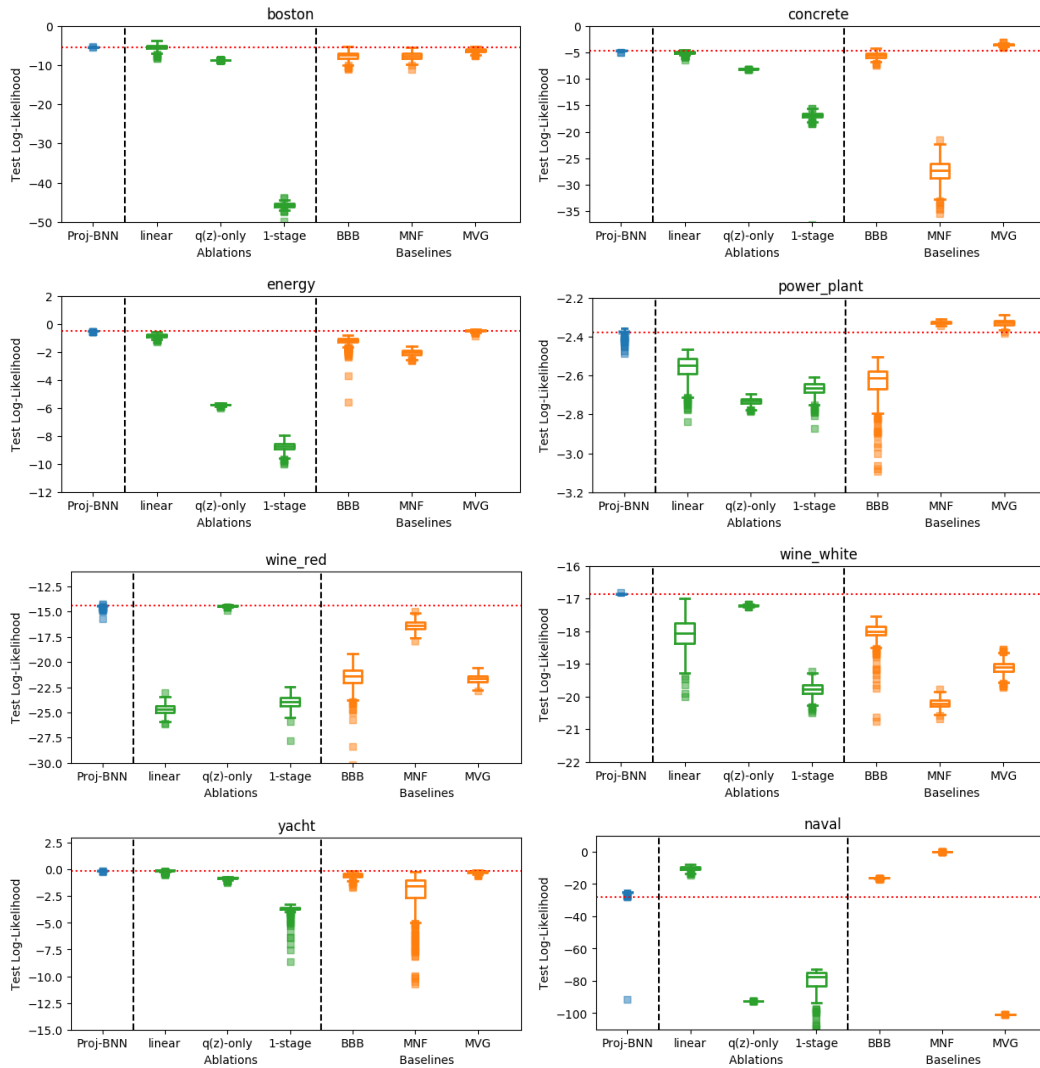 boston
Test Log-Likelihood
0
−10
−20
−30
−40
−50
Proj-BNN linear q(z)-only 1-stage BBB MNF MVG
Ablations Baselines
concrete
Test Log-Likelihood
0
−5
−10
−15
−20
−25
−30
−35
Proj-BNN linear q(z)-only 1-stage BBB MNF MVG
Ablations Baselines
energy
Test Log-Likelihood
2
0
−2
−4
−6
−8
−10
−12
Proj-BNN linear q(z)-only 1-stage BBB MNF MVG
Ablations Baselines
power_plant
Test Log-Likelihood
−2.2
−2.4
−2.6
−2.8
−3.0
−3.2
Proj-BNN linear q(z)-only 1-stage BBB MNF MVG
Ablations Baselines
wine_red
Test Log-Likelihood
−12.5
−15.0
−17.5
−20.0
−22.5
−25.0
−27.5
−30.0
Proj-BNN linear q(z)-only 1-stage BBB MNF MVG
Ablations Baselines
wine_white
Test Log-Likelihood
−16
−17
−18
−19
−20
−21
−22
Proj-BNN linear q(z)-only 1-stage BBB MNF MVG
Ablations Baselines
yacht
Test Log-Likelihood
2.5
0.0
−2.5
−5.0
−7.5
−10.0
−12.5
−15.0
Proj-BNN linear q(z)-only 1-stage BBB MNF MVG
Ablations Baselines
naval
Test Log-Likelihood
0
−20
−40
−60
−80
−100
Proj-BNN linear q(z)-only 1-stage BBB MNF MVG
Ablations Baselines